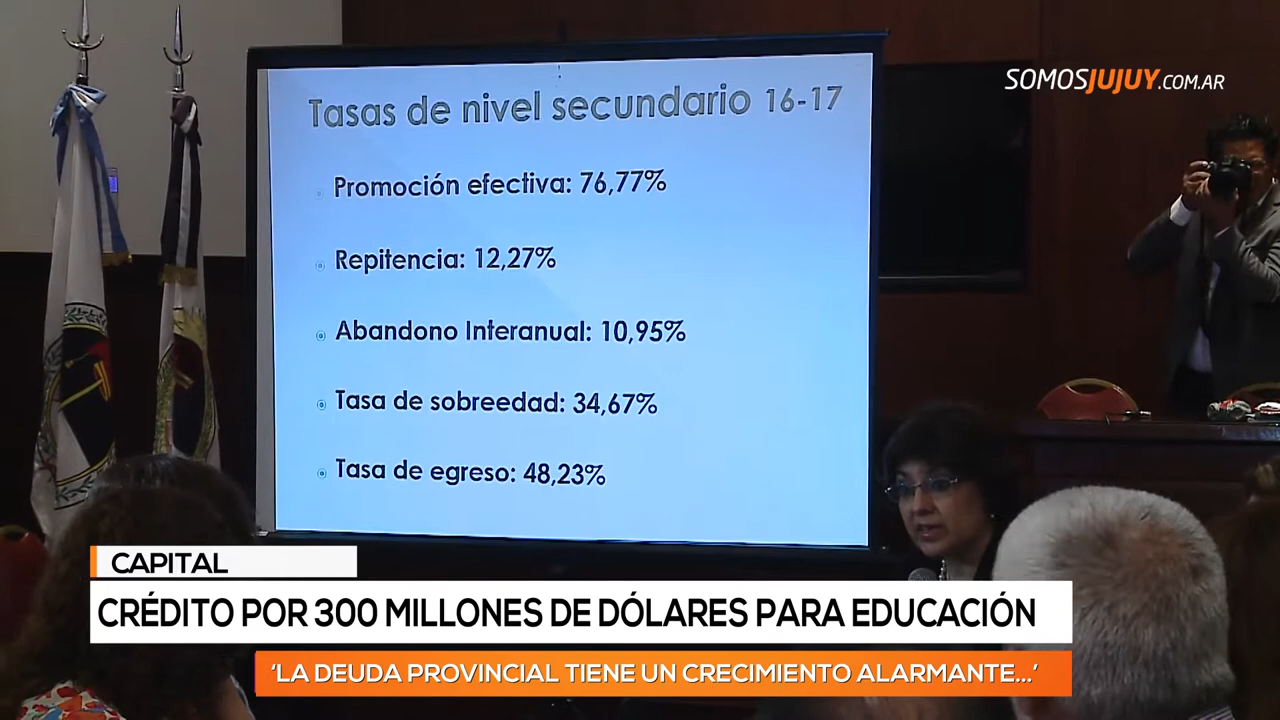 SOMOSJUJUY.COM.AR
Tasas de nivel secundario 16-17
Promoción efectiva: 76,77%
Repitencia: 12,27%
Abandono Interanual: 10,95%
Tasa de sobreedad: 34,67%
Tasa de egreso: 48,23%
CAPITAL
CRÉDITO POR 300 MILLONES DE DÓLARES PARA EDUCACIÓN
‘LA DEUDA PROVINCIAL TIENE UN CRECIMIENTO ALARMANTE...’